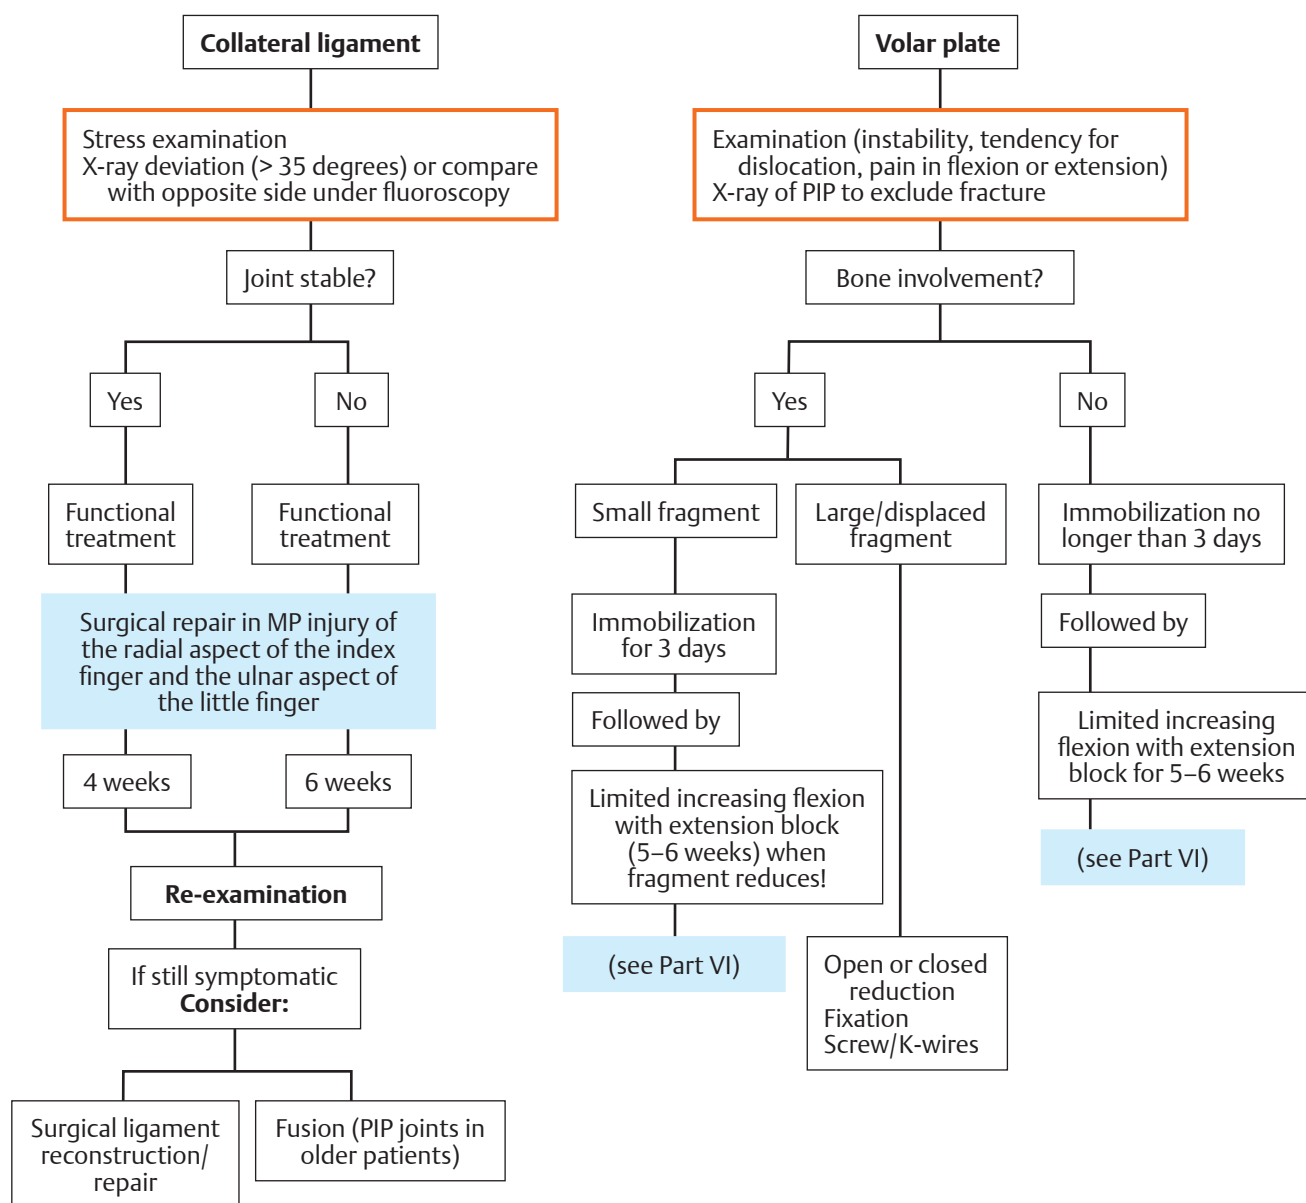 Collateral ligament
Stress examination
X-ray deviation (> 35 degrees) or compare
with opposite side under fluoroscopy
Joint stable?
Yes
No
Functional
treatment
Functional
treatment
Surgical repair in MP injury of
the radial aspect of the index
finger and the ulnar aspect of
the little finger
4 weeks
6 weeks
Re-examination
If still symptomatic
Consider:
Surgical ligament
reconstruction/
repair
Fusion (PIP joints in
older patients)
Volar plate
Examination (instability, tendency for
dislocation, pain in flexion or extension)
X-ray of PIP to exclude fracture
Bone involvement?
Yes
No
Small fragment
Immobilization
for 3 days
Followed by
Limited increasing flexion
with extension block
(5–6 weeks) when
fragment reduces!
(see Part VI)
Large/displaced
fragment
Open or closed
reduction
Fixation
Screw/K-wires
Immobilization no
longer than 3 days
Followed by
Limited increasing
flexion with extension
block for 5–6 weeks
(see Part VI)